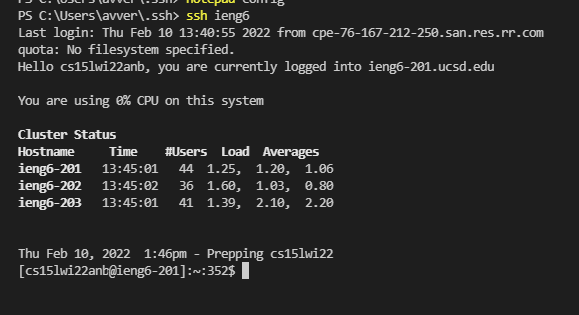 PS C:\Users\avver\.ssh> notepad config
PS C:\Users\avver\.ssh> ssh ieng6
Last login: Thu Feb 10 13:40:55 2022 from cpe-76-167-212-250.san.res.rr.com
quota: No filesystem specified.
Hello cs15lwi22anb, you are currently logged into ieng6-201.ucsd.edu
You are using 0% CPU on this system
Cluster Status
Hostname     Time    #Users  Load  Averages
ieng6-201   13:45:01   44  1.25,  1.20,  1.06
ieng6-202   13:45:02   36  1.60,  1.03,  0.80
ieng6-203   13:45:01   41  1.39,  2.10,  2.20
Thu Feb 10, 2022  1:46pm - Prepping cs15lwi22
[cs15lwi22anb@ieng6-201]:~:352$